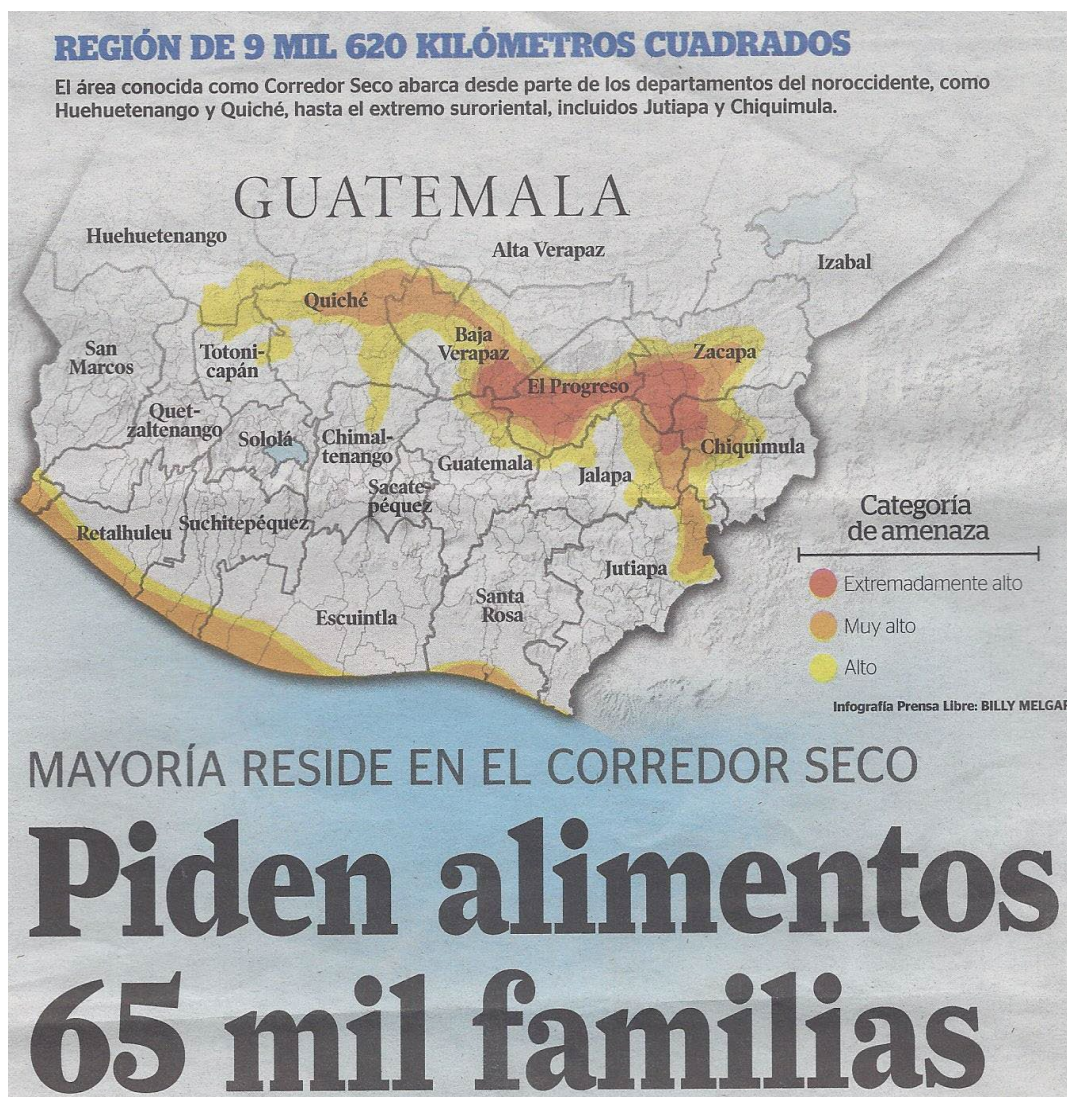 REGIÓN DE 9 MIL 620 KILÓMETROS CUADRADOS
El área conocida como Corredor Seco abarca desde parte de los departamentos del noroccidente, como
Huehuetenango y Quiché, hasta el extremo suroriental, incluidos Jutiapa y Chiquimula.
GUATEMALA
Huehuetenango
Alta Verapaz
Izabal
Quiché
San
Marcos
Totoni-
capán
Baja
Verapaz
Zacapa
El Progreso
Quet-
zaltenango
Sololá
Chimal-
tenango
Guatemala
Jalapa
Chiquimula
Sacate-
péquez
Retalhuleu
Suchitepéquez
Escuintla
Santa
Rosa
Jutiapa
Categoría
de amenaza
Extremadamente alto
Muy alto
Alto
Infografía Prensa Libre: BILLY MELGAR
MAYORÍA RESIDE EN EL CORREDOR SECO
Piden alimentos
65 mil familias